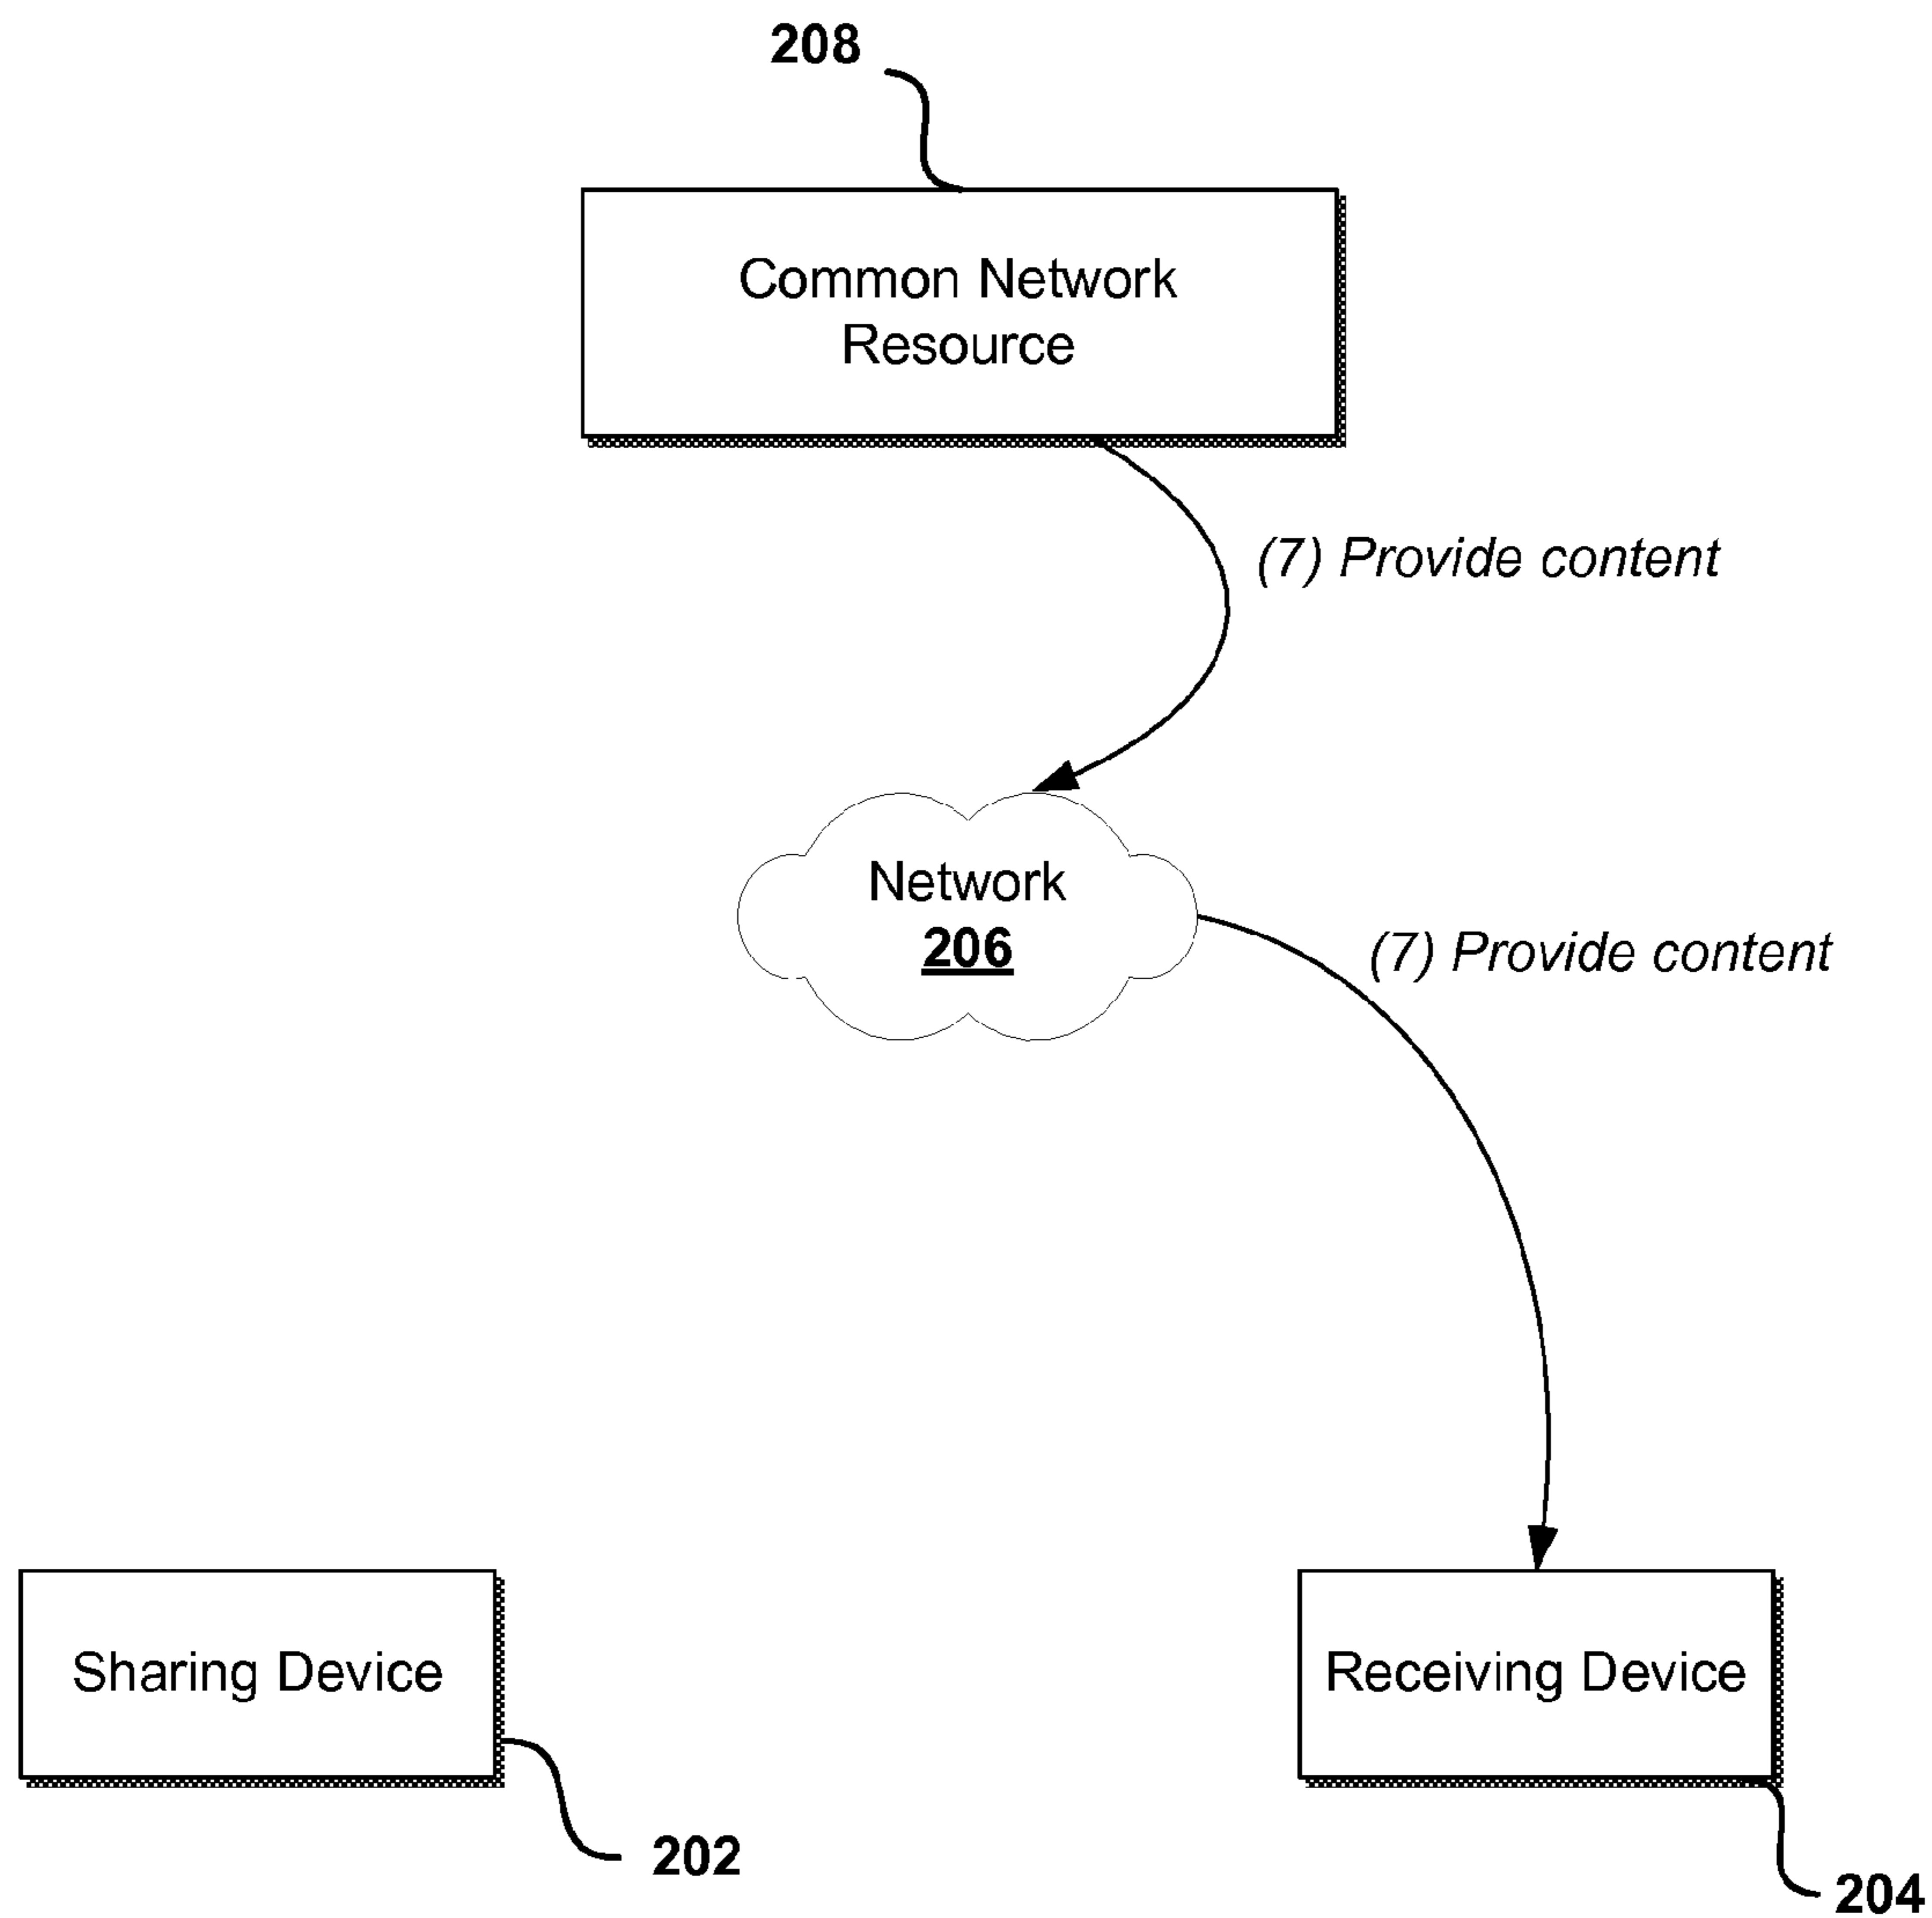 208
Common Network
Resource
(7) Provide content
Network
206
(7) Provide content
Sharing Device
Receiving Device
202
204